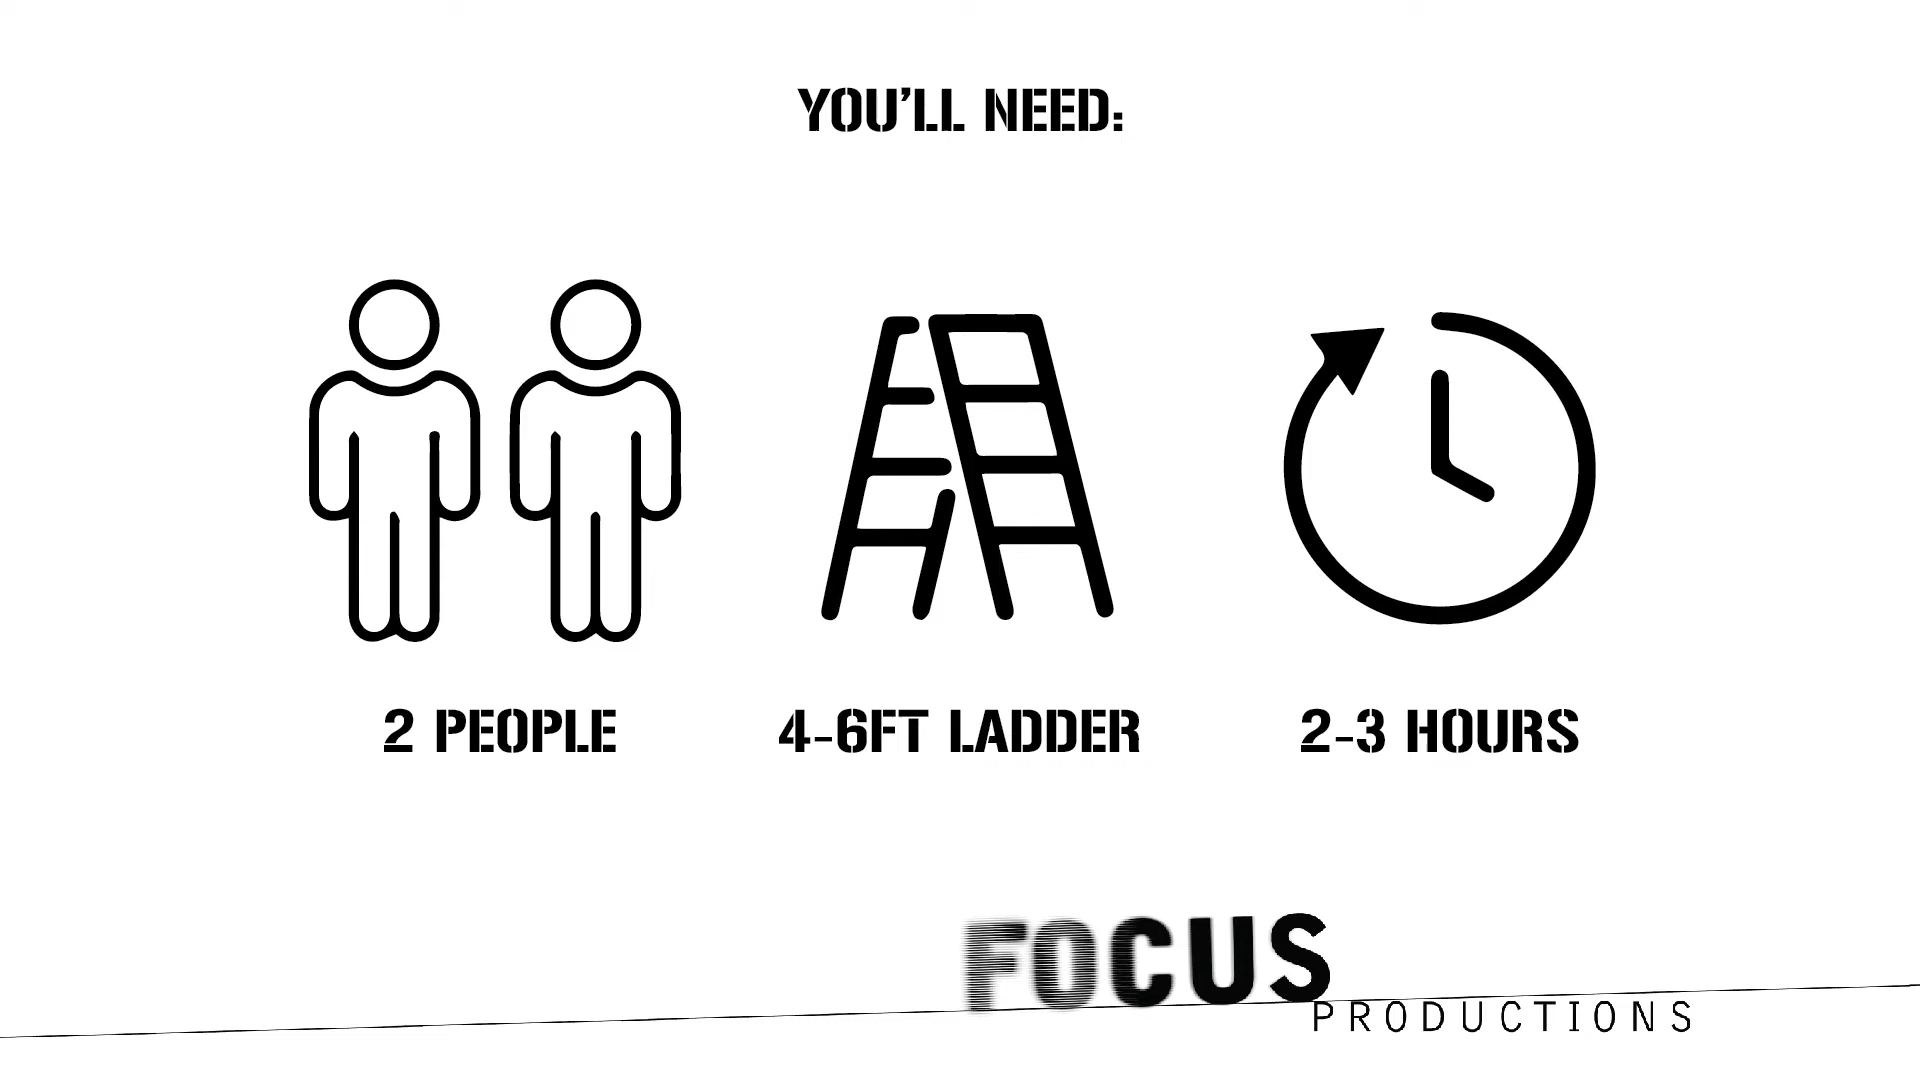 YOU'LL NEED:
2 PEOPLE
4-6FT LADDER
2-3 HOURS
FOCUS
PRODUCTIONS